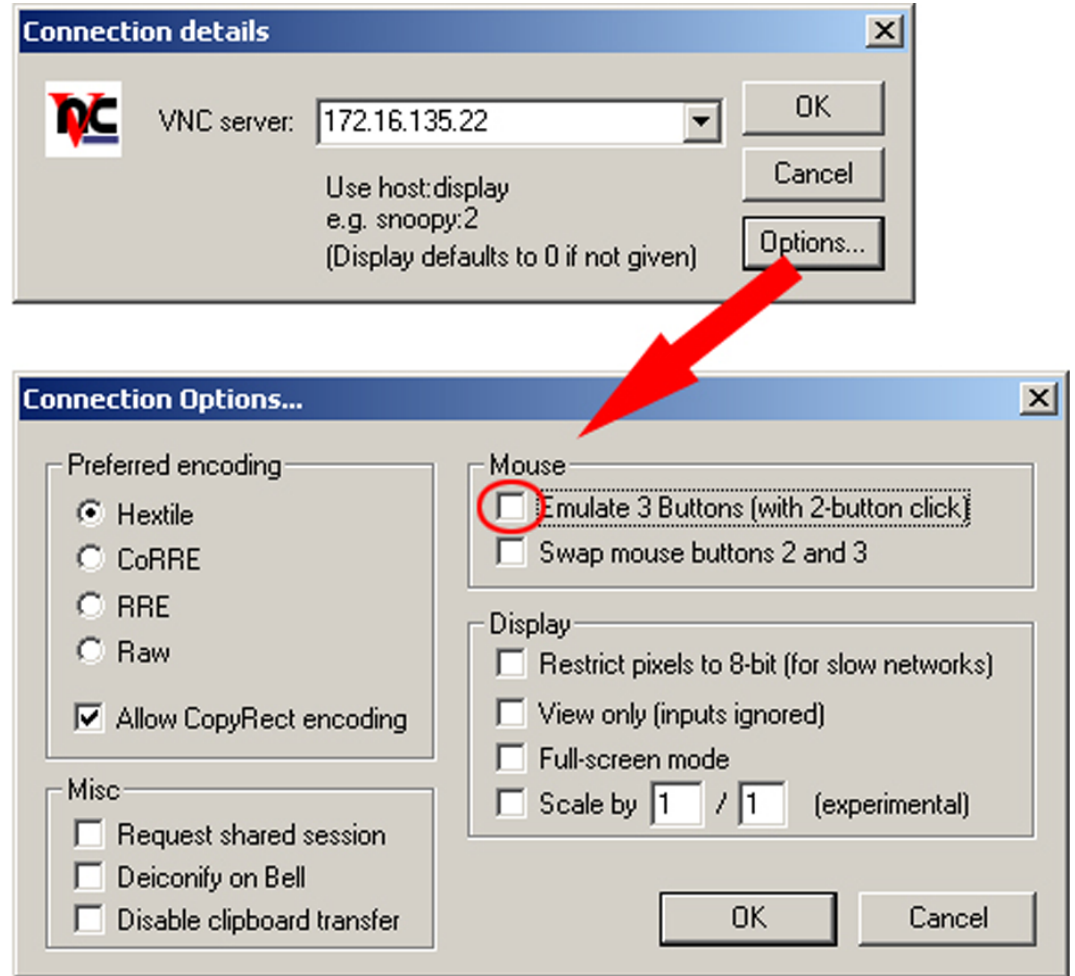 Connection details
VNC
VNC server: 172.16.135.22
OK
Use host:display
e.g. snoopy:2
(Display defaults to 0 if not given)
Cancel
Options...
Connection Options...
Preferred encoding
Hextile
CoRRE
RRE
Raw
Allow CopyRect encoding
Misc
Request shared session
Deiconify on Bell
Disable clipboard transfer
Mouse
Emulate 3 Buttons (with 2-button click)
Swap mouse buttons 2 and 3
Display
Restrict pixels to 8-bit (for slow networks)
View only (inputs ignored)
Full-screen mode
Scale by 1 / 1 (experimental)
OK
Cancel